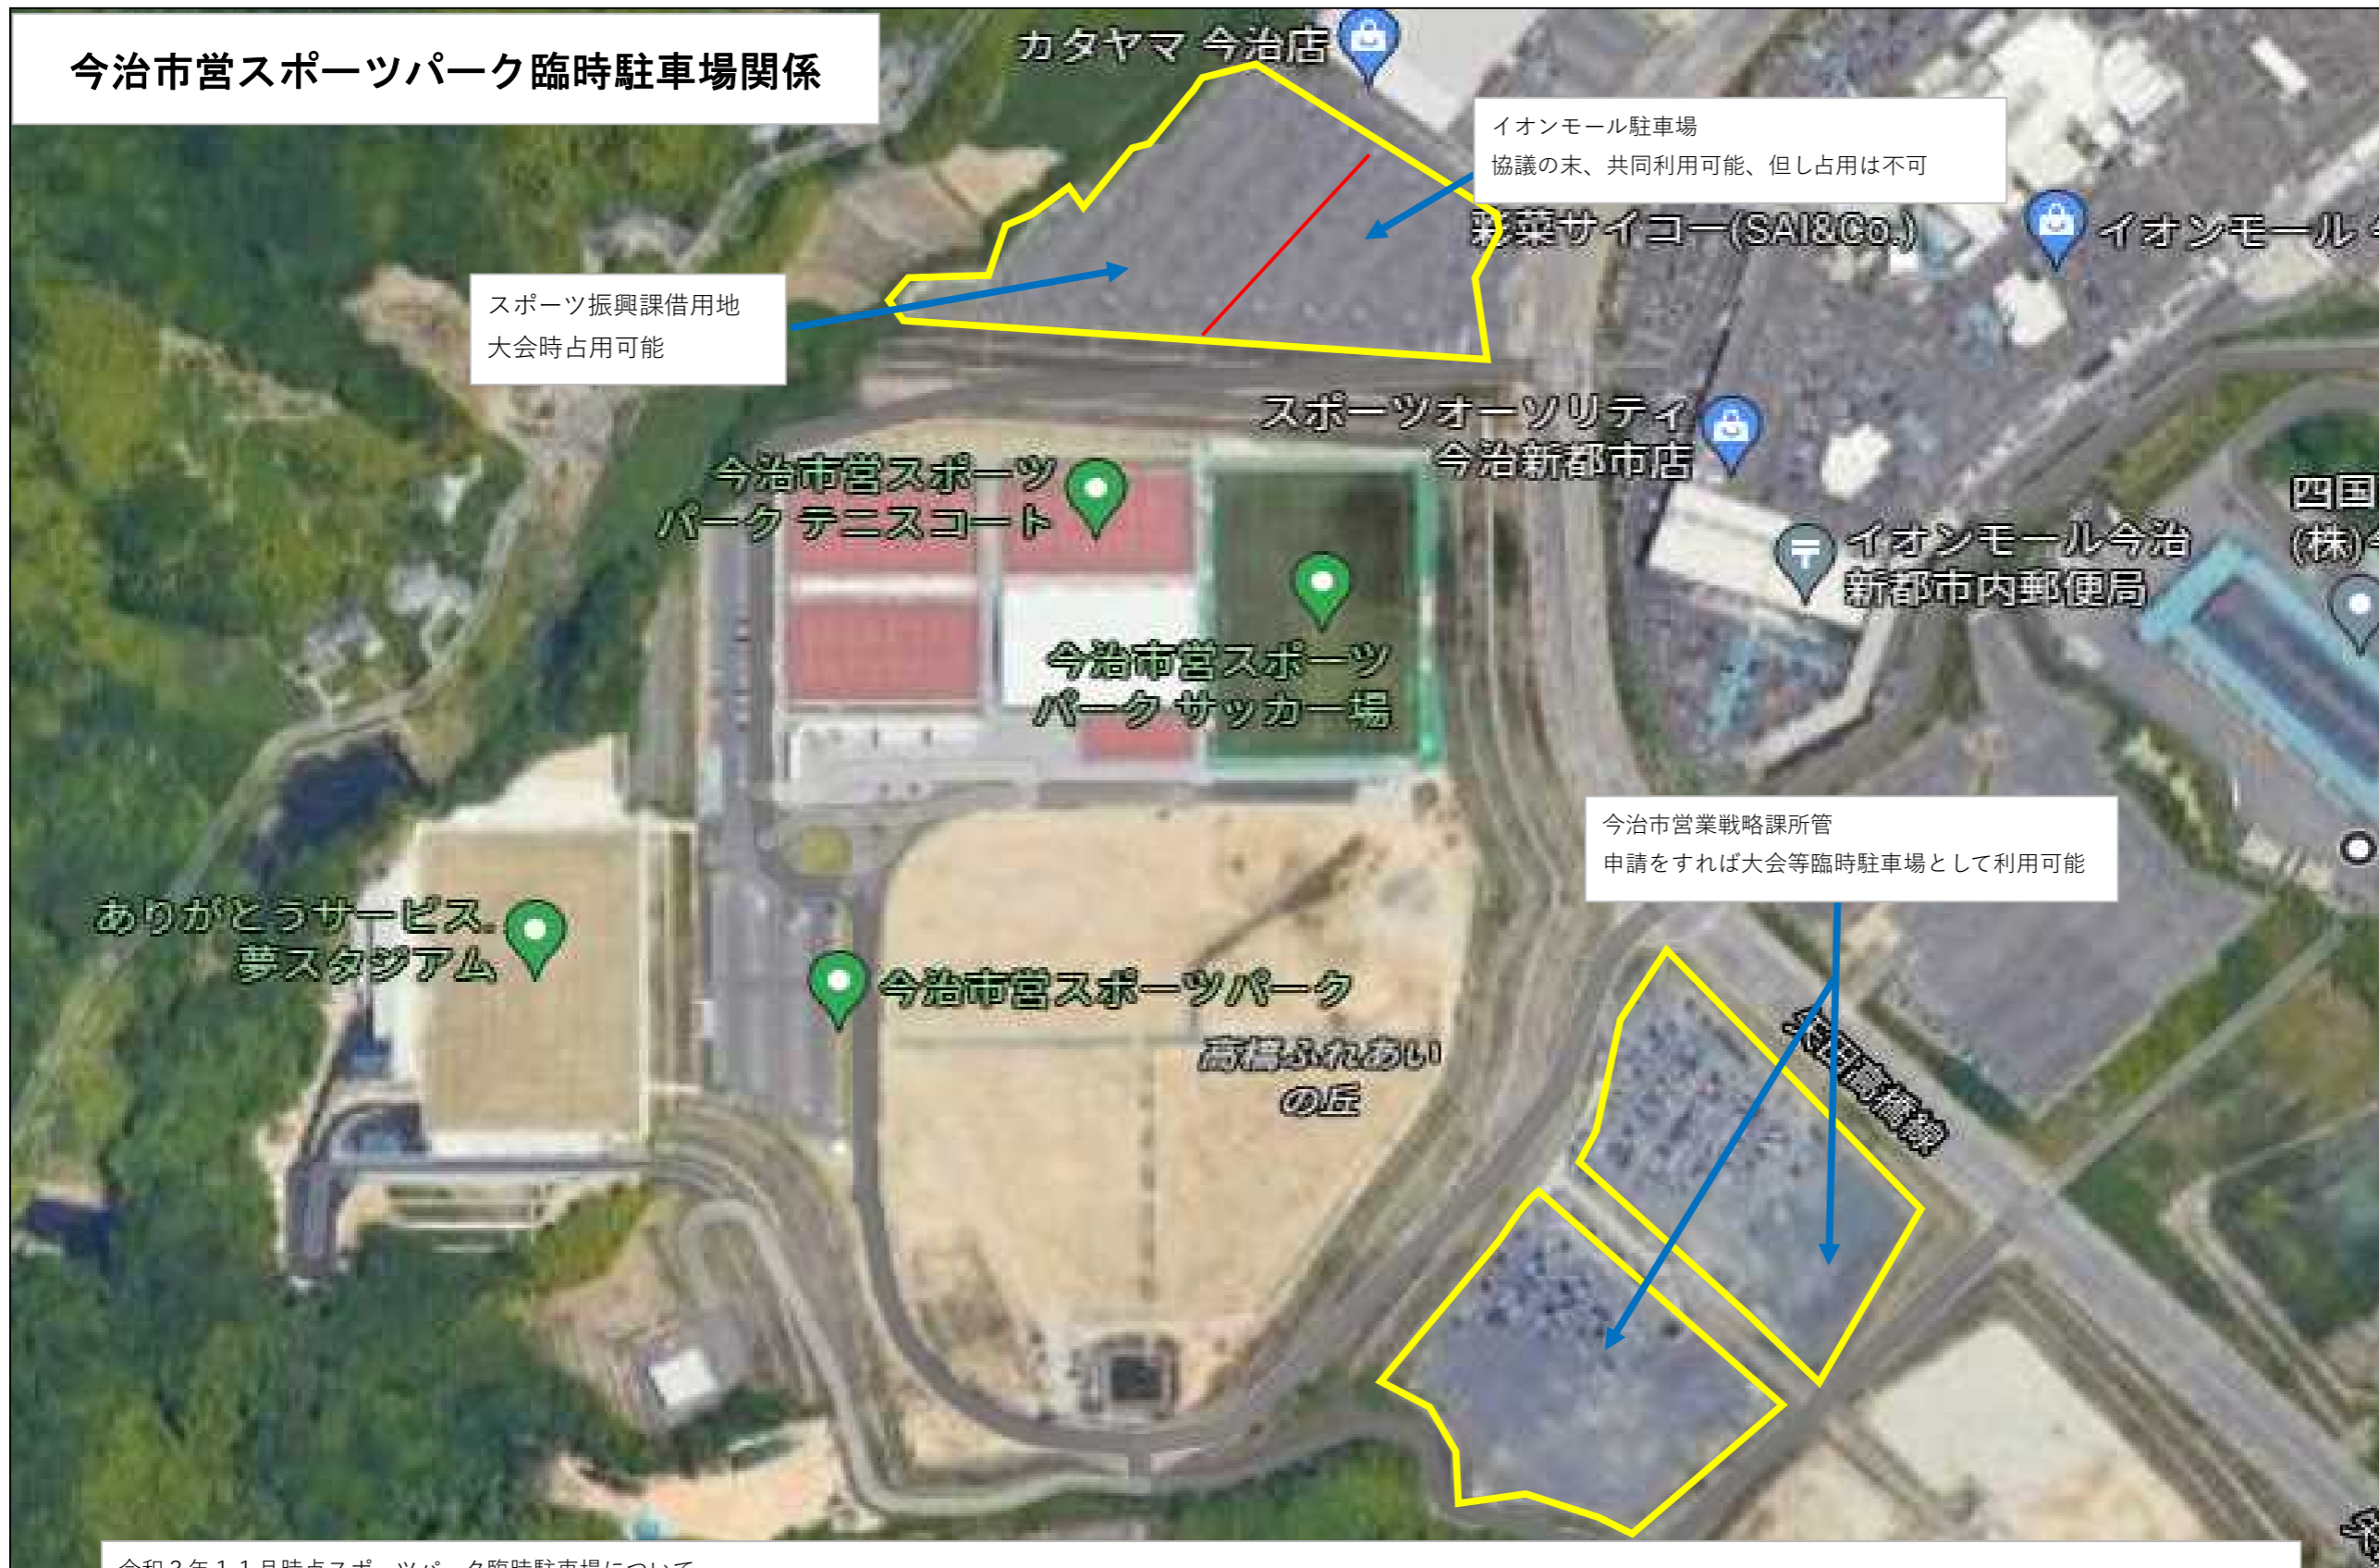 今治市営スポーツパーク臨時駐車場関係
カタヤマ 今治店
イオンモール駐車場
協議の末、共同利用可能、但し占用は不可
彩菜サイコー(SAI&Co.)
イオンモール
スポーツ振興課借用地
大会時占用可能
スポーツオーソリティ
今治新都市店
今治市営スポーツ
パーク テニスコート
四国
(株)
イオンモール今治
新都市内郵便局
今治市営スポーツ
パーク サッカー場
今治市営業戦略課所管
申請をすれば大会等臨時駐車場として利用可能
ありがとうサービス.
夢スタジアム
今治市営スポーツパーク
高橋ふれあい
の丘
矢田高橋線